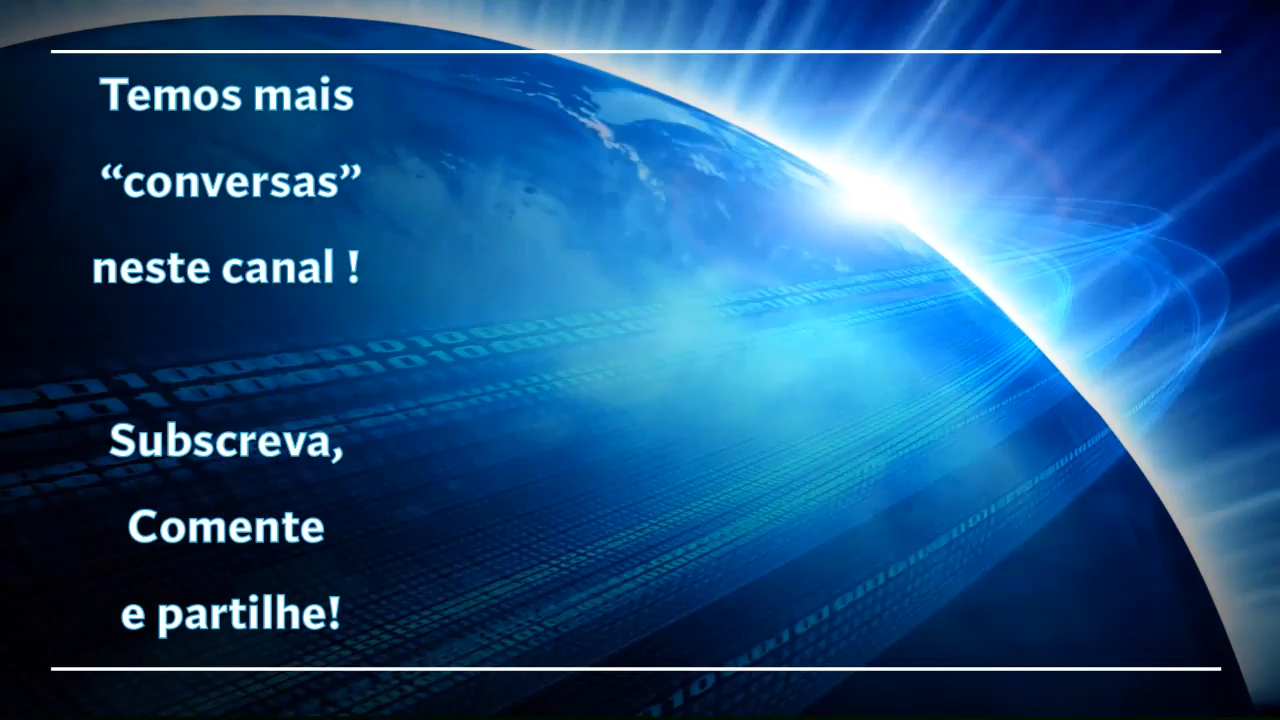 Temos mais
“conversas”
neste canal !
Subscreva,
Comente
e partilhe!